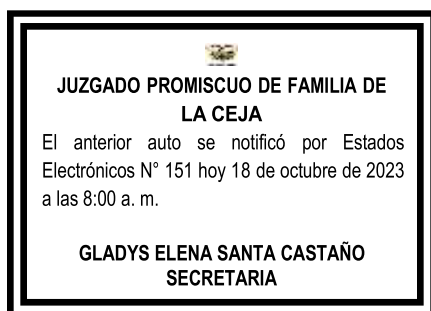 JUZGADO PROMISCUO DE FAMILIA DE
LA CEJA
El anterior auto se notificó por Estados
Electrónicos N° 151 hoy 18 de octubre de 2023
a las 8:00 a. m.
GLADYS ELENA SANTA CASTAÑO
SECRETARIA